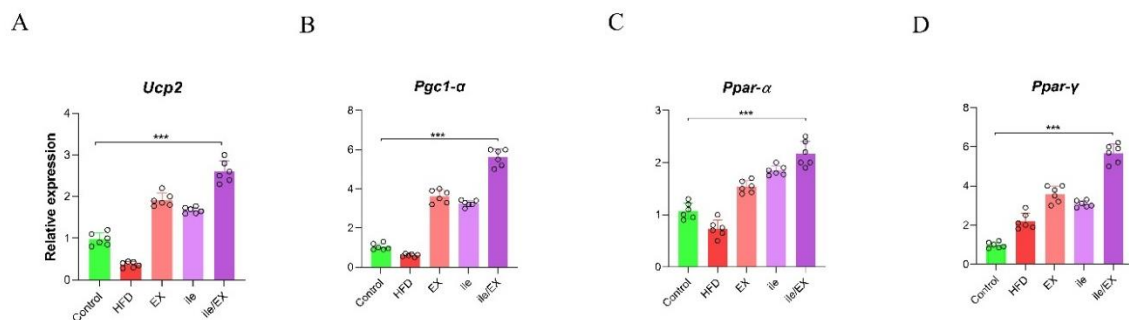 A
B
C
D
Ucp2
Pgc1-α
Ppar-α
Ppar-γ
Relative expression
4
3
2
1
0
***
Control
HFD
EX
ile
ile/EX
8
6
4
2
0
***
Control
HFD
EX
ile
ile/EX
3
2
1
0
***
Control
HFD
EX
ile
ile/EX
8
6
4
2
0
***
Control
HFD
EX
ile
ile/EX